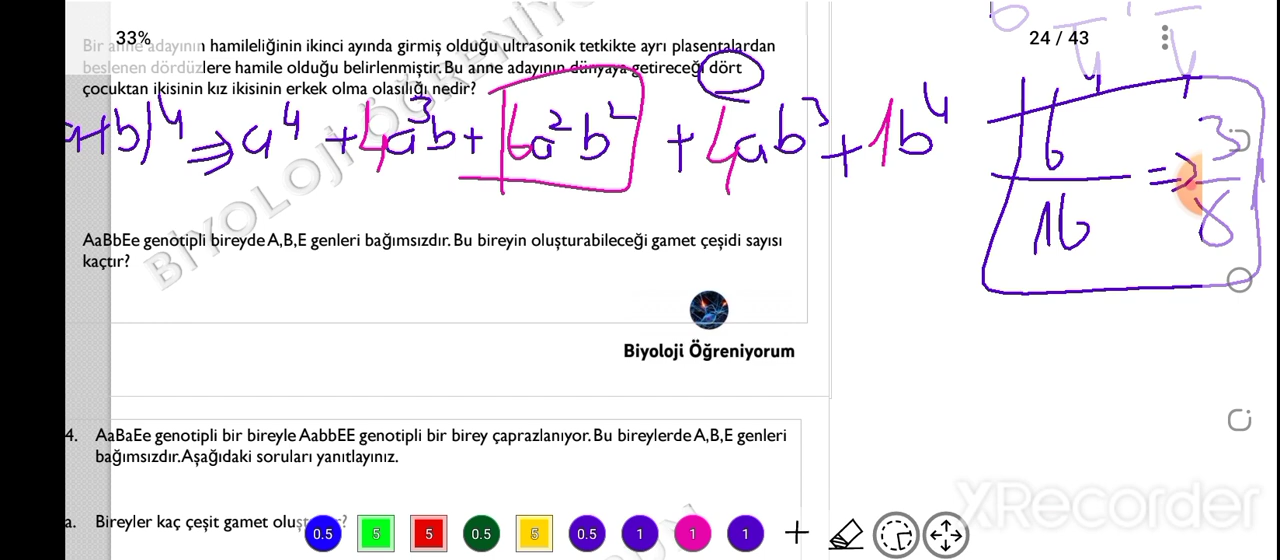 33%
24 / 43
Bir anne adayının hamileliğinin ikinci ayında girmiş olduğu ultrasonik tetkikte ayrı plasentalardan
beslenen dördüzlere hamile olduğu belirlenmiştir. Bu anne adayının dünyaya getireceği dört
çocuktan ikisinin kız ikisinin erkek olma olasılığı nedir?
a+b)⁴ ⇒ a⁴ + 4a³b + 6a²b² + 4ab³ + 1b⁴
6/16 ⇒ 3/8
BİYOLOJİ ÖĞRENİYORUM
AaBbEe genotipli bireyde A,B,E genleri bağımsızdır. Bu bireyin oluşturabileceği gamet çeşidi sayısı
kaçtır?
Biyoloji Öğreniyorum
4. AaBaEe genotipli bir bireyle AabbEE genotipli bir birey çaprazlanıyor. Bu bireylerde A,B,E genleri
bağımsızdır.Aşağıdaki soruları yanıtlayınız.
a. Bireyler kaç çeşit gamet
0.5 5 5 0.5 5 0.5 1 1 1
XRecorder